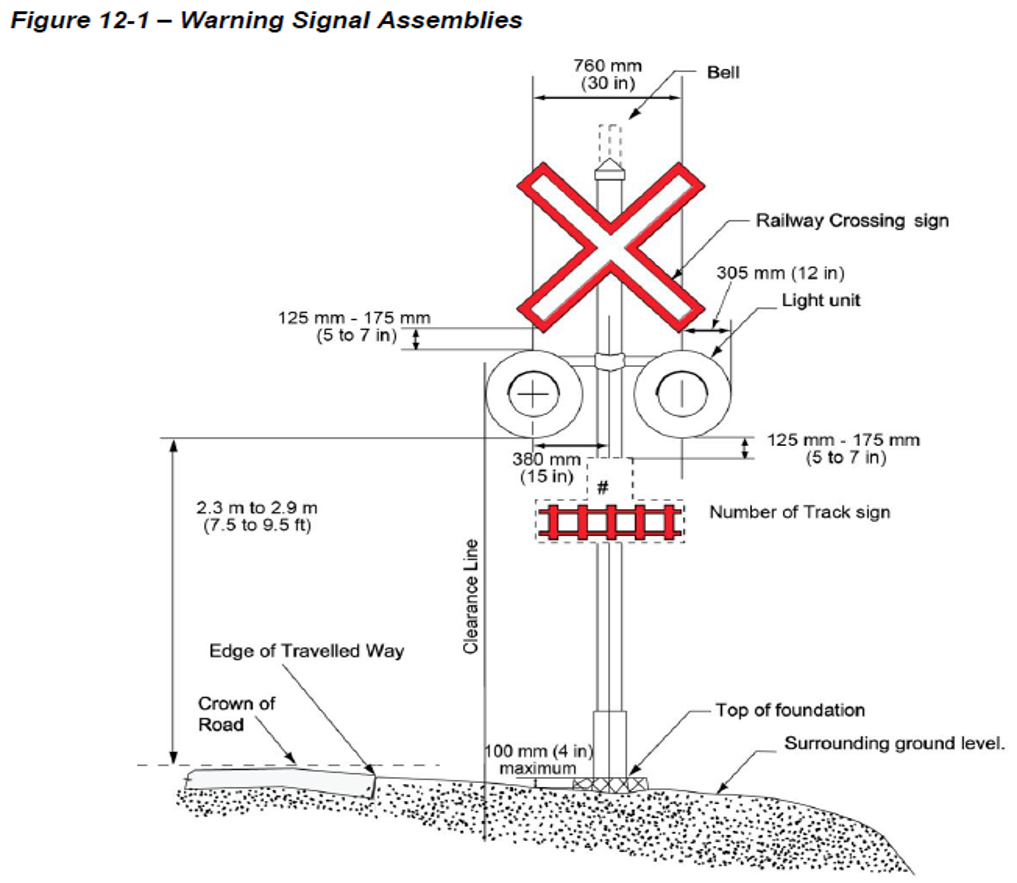 Figure 12-1 – Warning Signal Assemblies
760 mm
(30 in)
Bell
Railway Crossing sign
305 mm (12 in)
Light unit
125 mm - 175 mm
(5 to 7 in)
125 mm - 175 mm
(5 to 7 in)
380 mm
(15 in)
#
2.3 m to 2.9 m
(7.5 to 9.5 ft)
Number of Track sign
Clearance Line
Edge of Travelled Way
Crown of
Road
Top of foundation
100 mm (4 in)
maximum
Surrounding ground level.